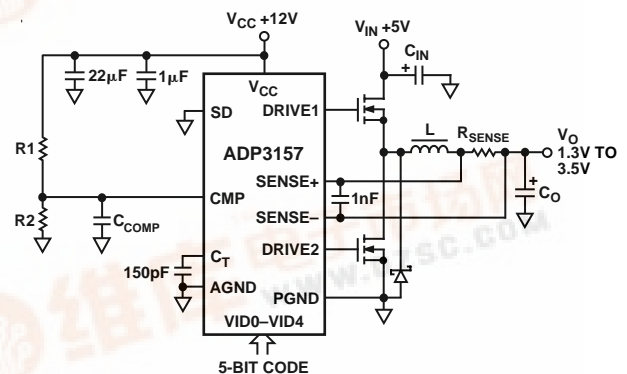 VCC +12V
VIN +5V
CIN
22µF
1µF
VCC
SD
DRIVE1
L
RSENSE
VO
1.3V TO
3.5V
R1
ADP3157
SENSE+
1nF
CO
R2
CCOMP
CMP
SENSE–
CT
DRIVE2
150pF
AGND
PGND
VID0–VID4
5-BIT CODE